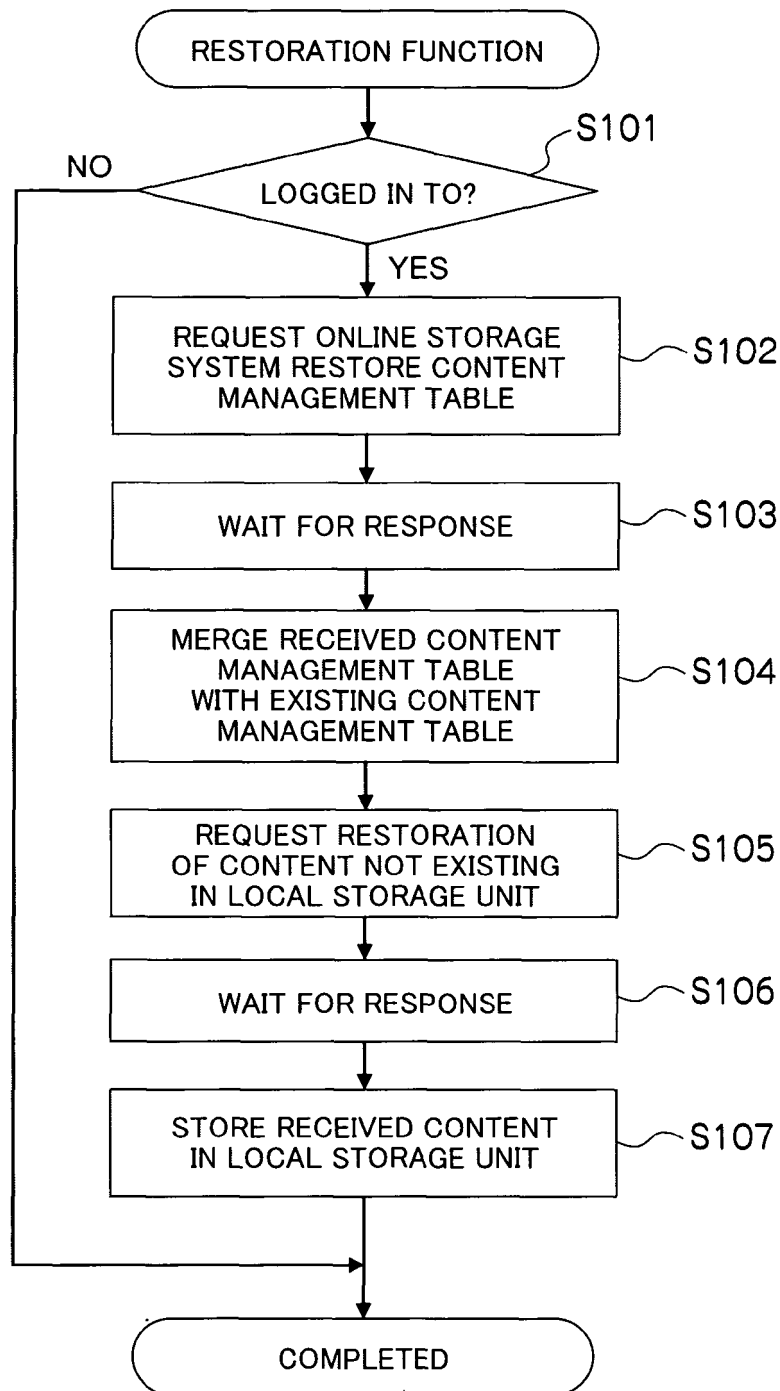 RESTORATION FUNCTION
S101
NO
LOGGED IN TO?
YES
REQUEST ONLINE STORAGE
SYSTEM RESTORE CONTENT
MANAGEMENT TABLE
S102
WAIT FOR RESPONSE
S103
MERGE RECEIVED CONTENT
MANAGEMENT TABLE
WITH EXISTING CONTENT
MANAGEMENT TABLE
S104
REQUEST RESTORATION
OF CONTENT NOT EXISTING
IN LOCAL STORAGE UNIT
S105
WAIT FOR RESPONSE
S106
STORE RECEIVED CONTENT
IN LOCAL STORAGE UNIT
S107
COMPLETED